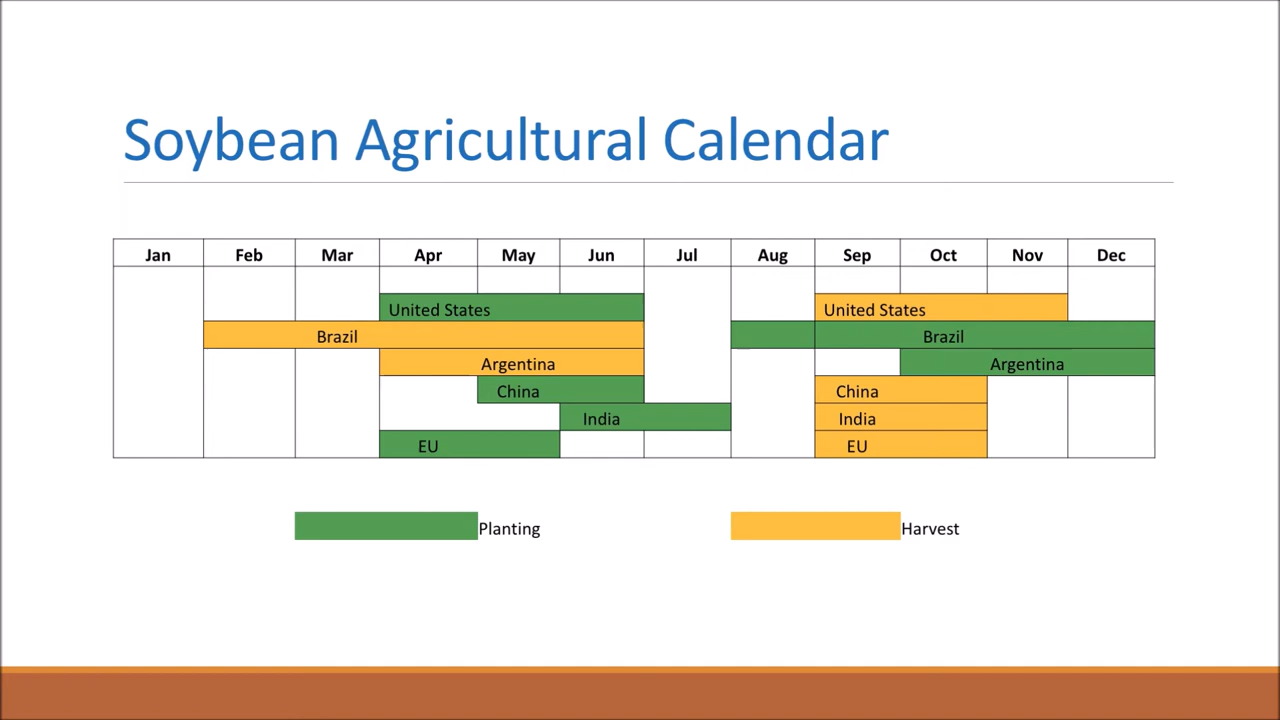 Soybean Agricultural Calendar
Jan Feb Mar Apr May Jun Jul Aug Sep Oct Nov Dec
United States United States
Brazil Brazil
Argentina Argentina
China China
India India
EU EU
Planting Harvest